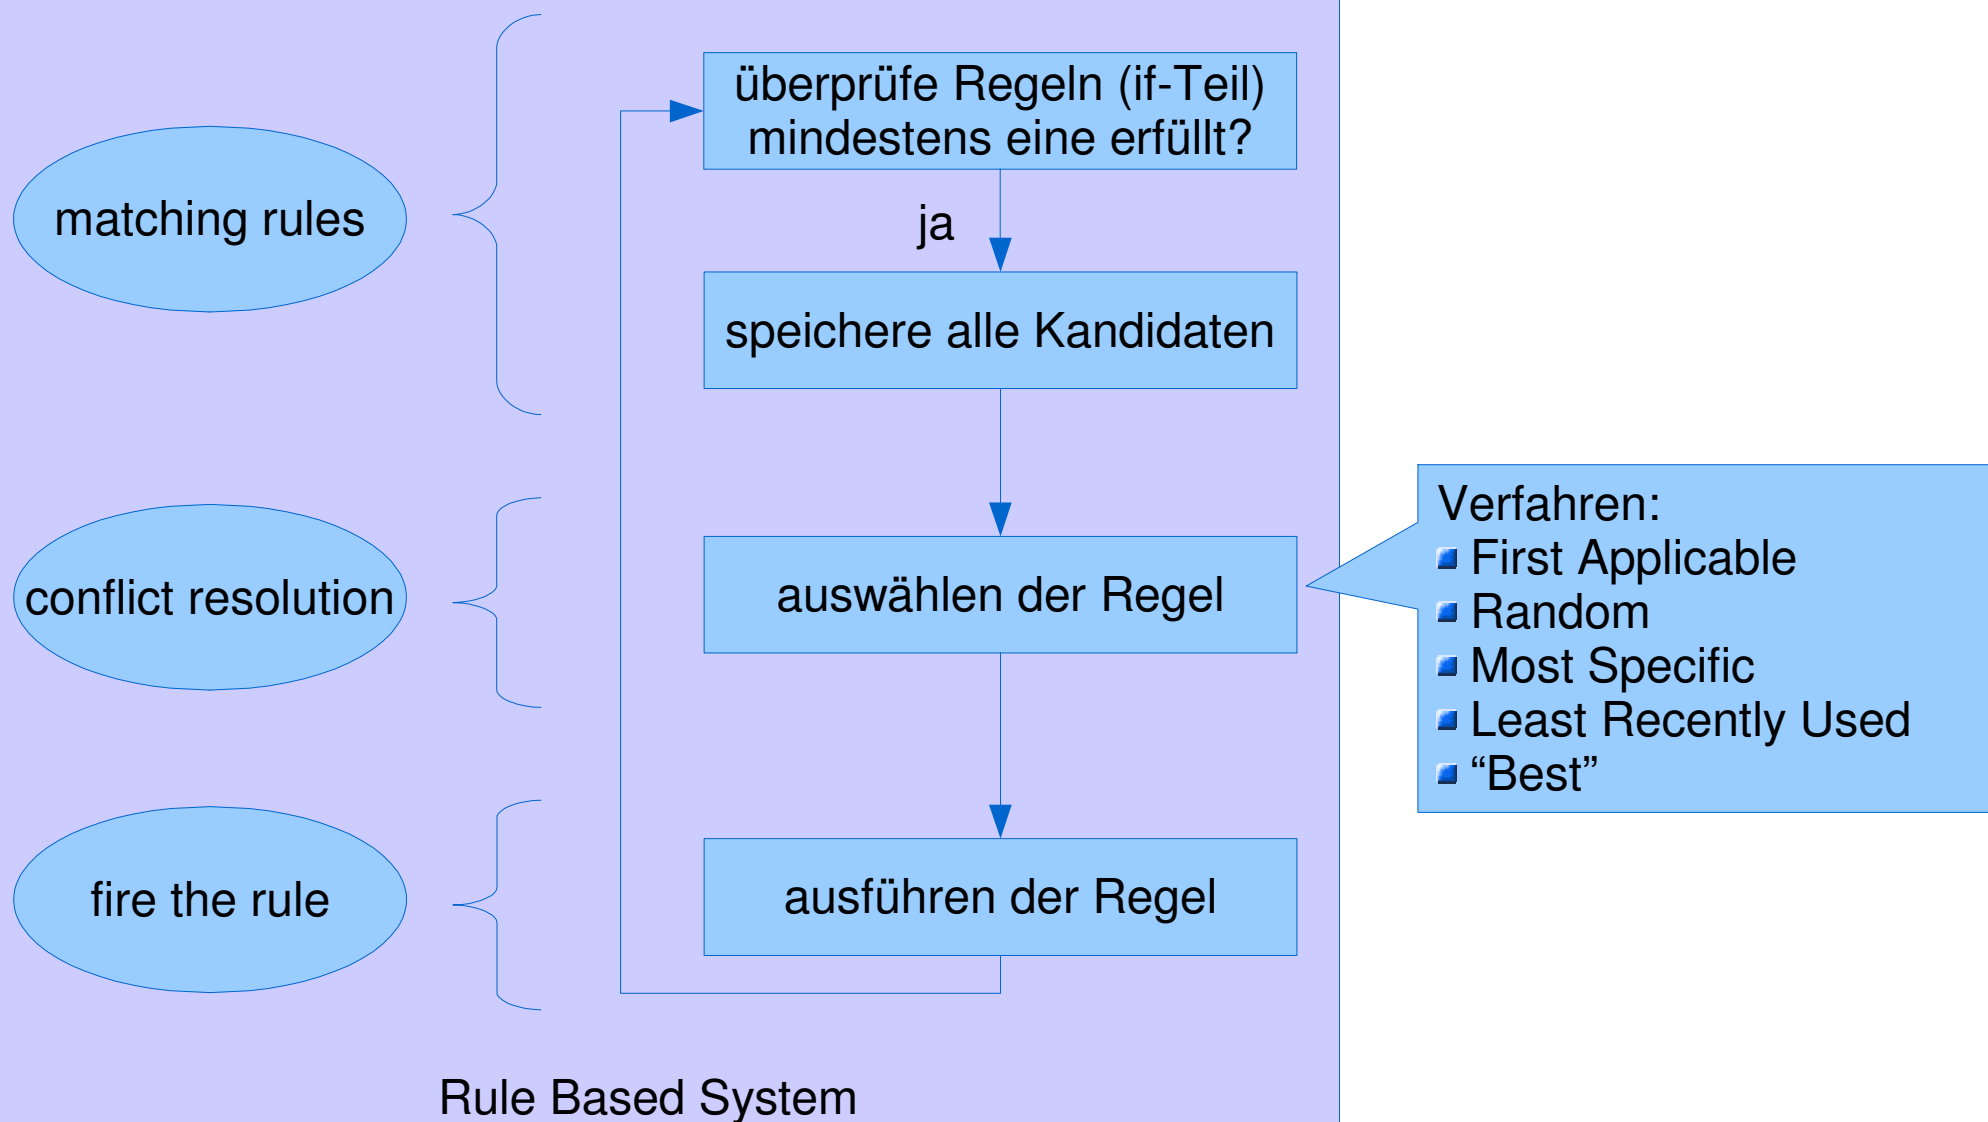 überprüfe Regeln (if-Teil)
mindestens eine erfüllt?
matching rules
ja
speichere alle Kandidaten
conflict resolution
auswählen der Regel
Verfahren:
First Applicable
Random
Most Specific
Least Recently Used
“Best”
fire the rule
ausführen der Regel
Rule Based System